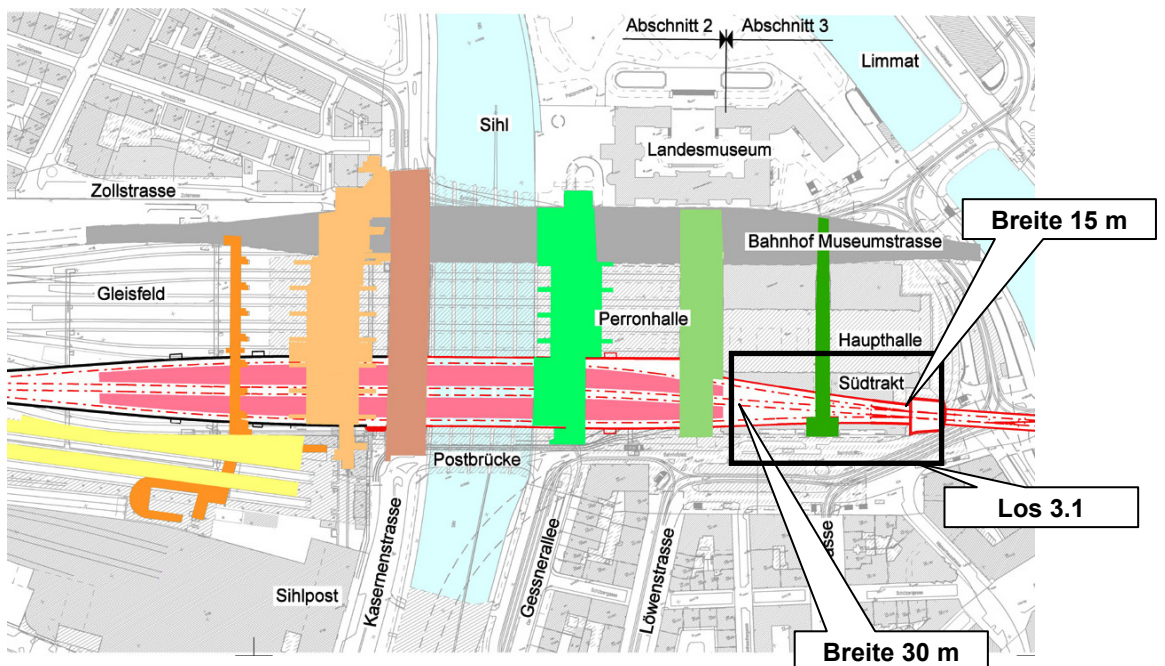 Abschnitt 2
Abschnitt 3
Limmat
Sihl
Landesmuseum
Zollstrasse
Breite 15 m
Bahnhof Museumstrasse
Gleisfeld
Perronhalle
Haupthalle
Südtrakt
Postbrücke
Los 3.1
Kasernenstrasse
Gessnerallee
Löwenstrasse
Sihlpost
Breite 30 m